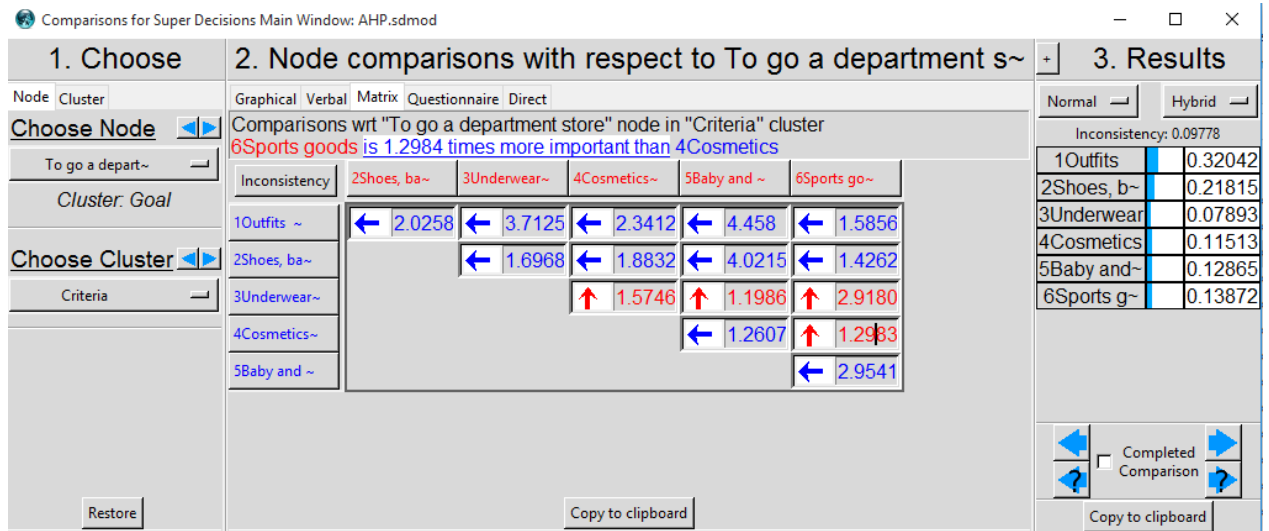 Comparisons for Super Decisions Main Window: AHP.sdmod
1. Choose
2. Node comparisons with respect to To go a department s~
+ 3. Results
Node Cluster
Graphical Verbal Matrix Questionnaire Direct
Normal Hybrid
Choose Node
Comparisons wrt "To go a department store" node in "Criteria" cluster
6Sports goods is 1.2984 times more important than 4Cosmetics
Inconsistency: 0.09778
To go a depart~
Cluster: Goal
Choose Cluster
Criteria
Inconsistency 2Shoes, ba~ 3Underwear~ 4Cosmetics~ 5Baby and ~ 6Sports go~
1Outfits ~ 2.0258 3.7125 2.3412 4.458 1.5856
2Shoes, ba~ 1.6968 1.8832 4.0215 1.4262
3Underwear~ 1.5746 1.1986 2.9180
4Cosmetics~ 1.2607 1.2983
5Baby and ~ 2.9541
1Outfits 0.32042
2Shoes, b~ 0.21815
3Underwear 0.07893
4Cosmetics 0.11513
5Baby and~ 0.12865
6Sports g~ 0.13872
Completed
Comparison
? ?
Restore
Copy to clipboard
Copy to clipboard